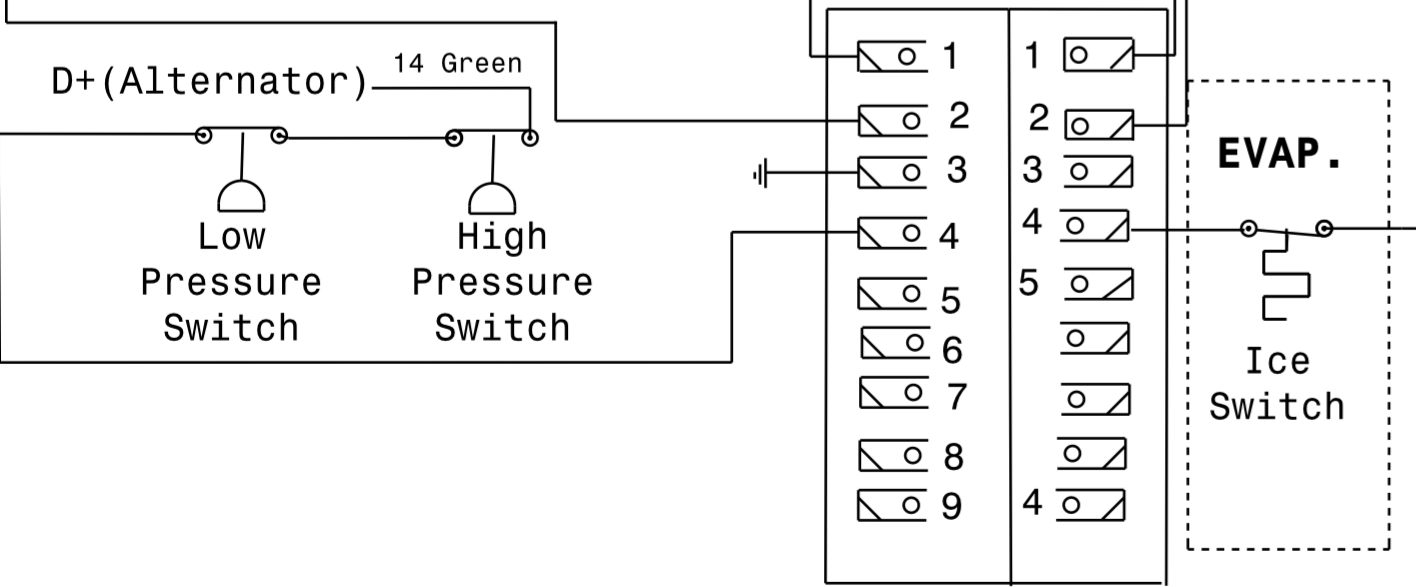 14 Green
D+(Alternator)
Low
Pressure
Switch
High
Pressure
Switch
1
2
3
4
5
6
7
8
9
1
2
3
4
5
4
EVAP.
Ice
Switch